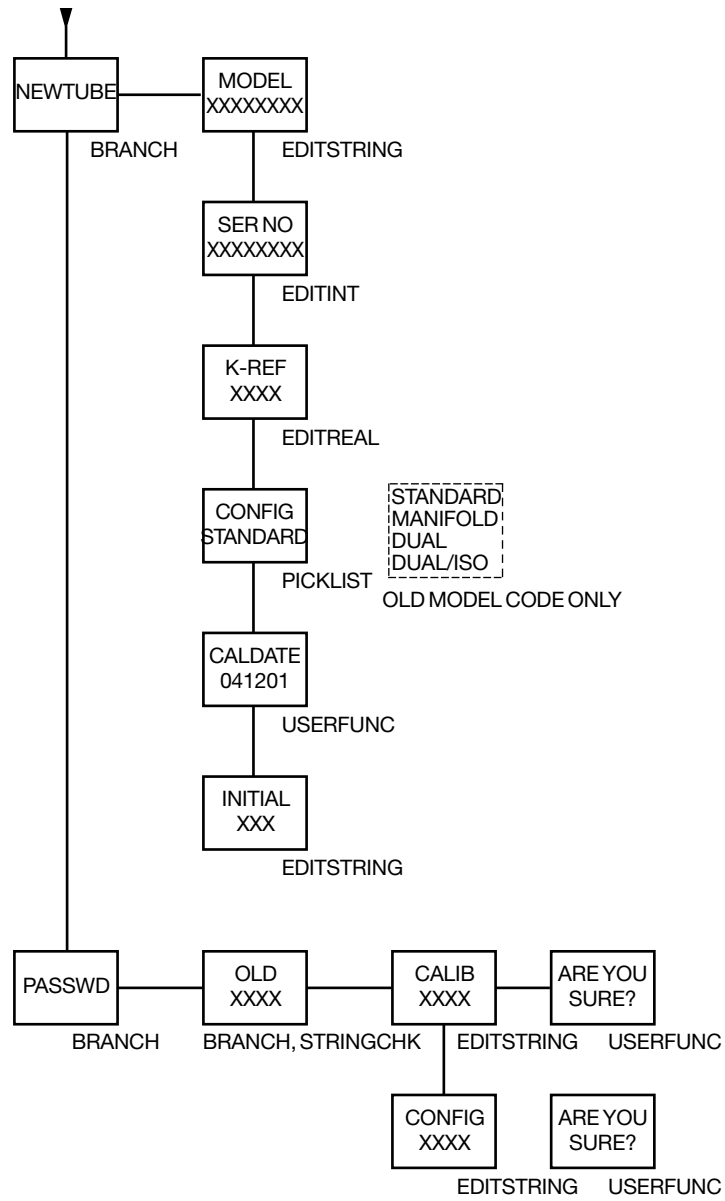 NEWTUBE
MODEL
XXXXXXXX
BRANCH
EDITSTRING
SER NO
XXXXXXXX
EDITINT
K-REF
XXXX
EDITREAL
CONFIG
STANDARD
PICKLIST
STANDARD
MANIFOLD
DUAL
DUAL/ISO
OLD MODEL CODE ONLY
CALDATE
041201
USERFUNC
INITIAL
XXX
EDITSTRING
PASSWD
BRANCH
OLD
XXXX
BRANCH, STRINGCHK
CALIB
XXXX
EDITSTRING
ARE YOU
SURE?
USERFUNC
CONFIG
XXXX
EDITSTRING
ARE YOU
SURE?
USERFUNC